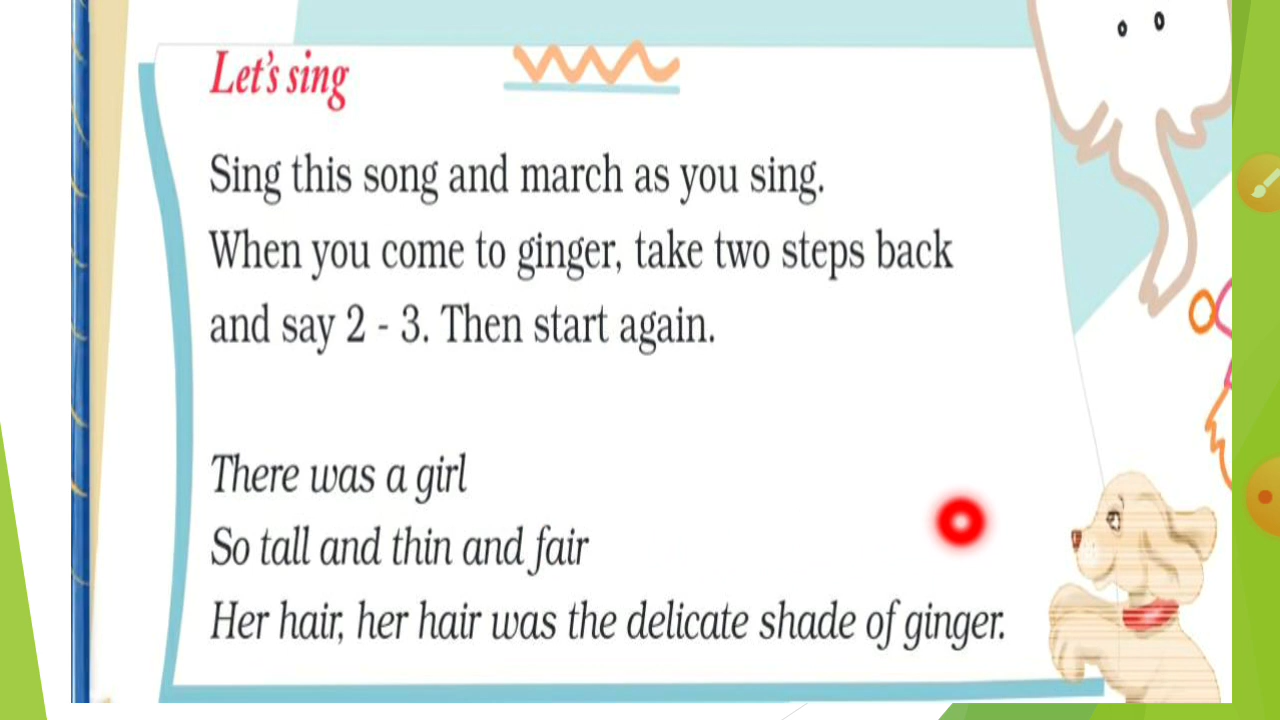 Let's sing
Sing this song and march as you sing.
When you come to ginger, take two steps back
and say 2 - 3. Then start again.
There was a girl
So tall and thin and fair
Her hair, her hair was the delicate shade of ginger.